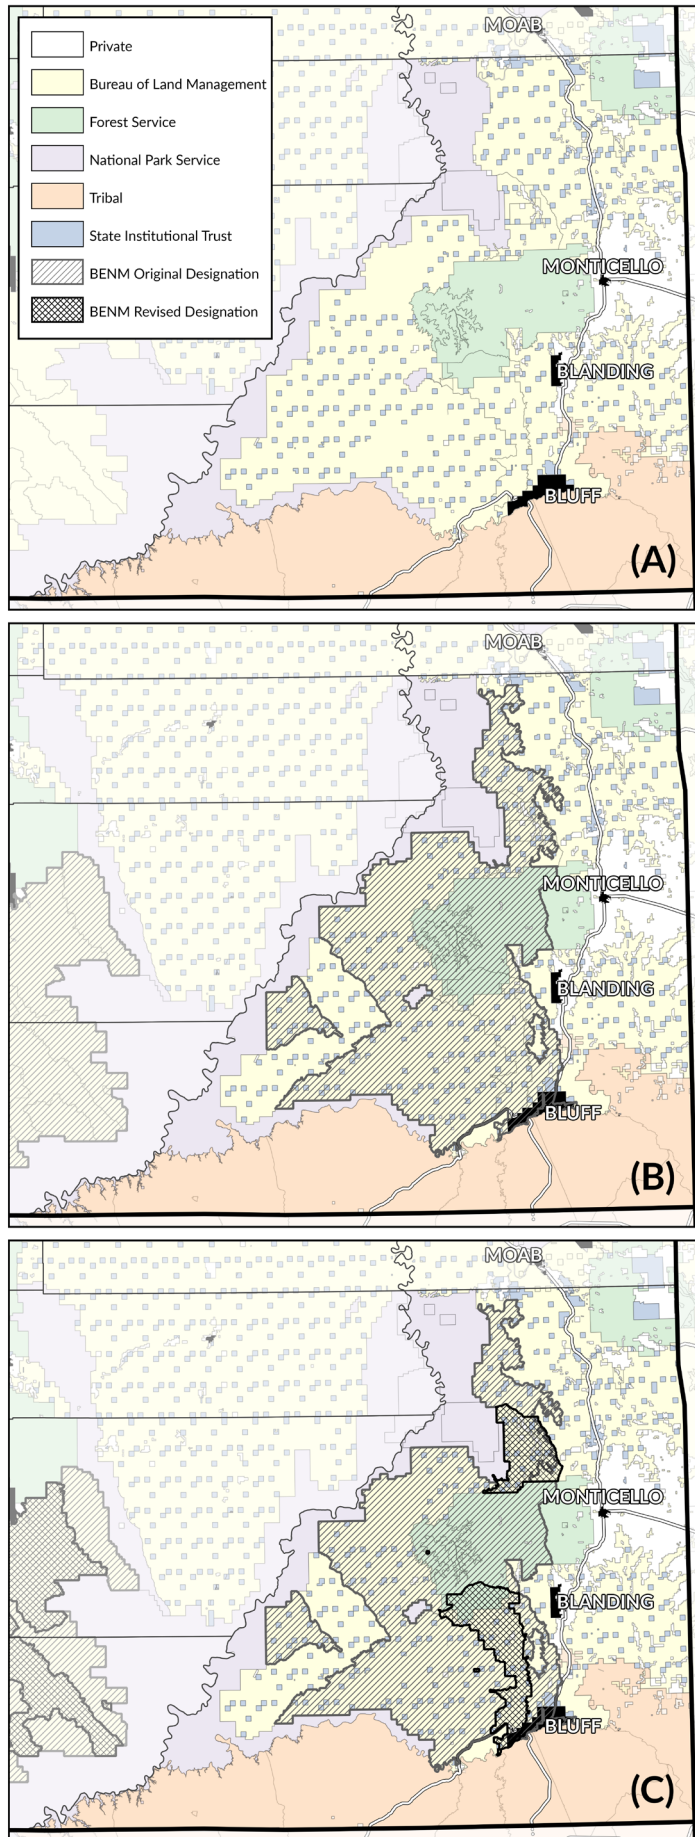 MOAB
Private
Bureau of Land Management
Forest Service
National Park Service
Tribal
State Institutional Trust
BENM Original Designation
BENM Revised Designation
MONTICELLO
BLANDING
BLUFF
(A)
MOAB
MONTICELLO
BLANDING
BLUFF
(B)
MOAB
MONTICELLO
BLANDING
BLUFF
(C)